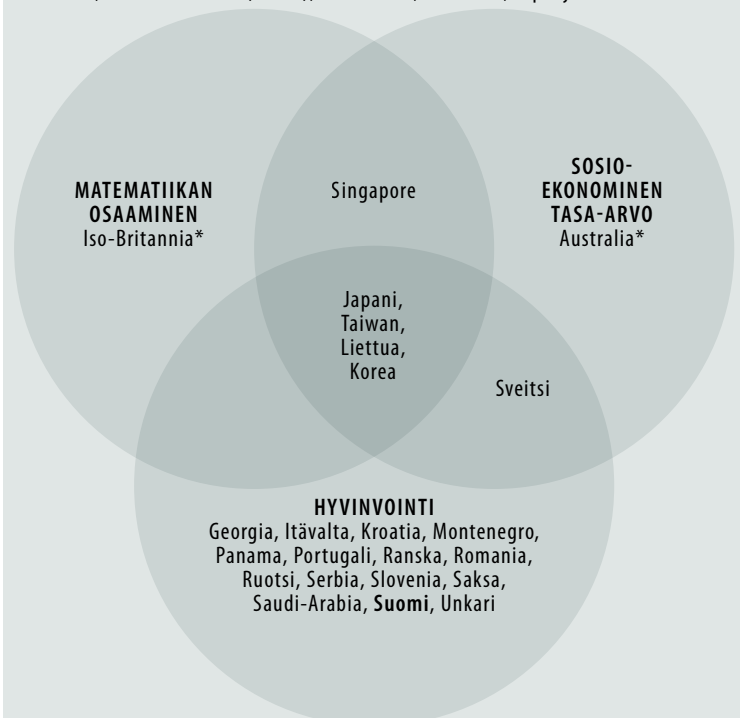 MATEMATIIKAN
OSAAMINEN
Iso-Britannia*
Singapore
SOSIO-
EKONOMINEN
TASA-ARVO
Australia*
Japani,
Taiwan,
Liettua,
Korea
Sveitsi
HYVINVOINTI
Georgia, Itävalta, Kroatia, Montenegro,
Panama, Portugali, Ranska, Romania,
Ruotsi, Serbia, Slovenia, Saksa,
Saudi-Arabia, Suomi, Unkari